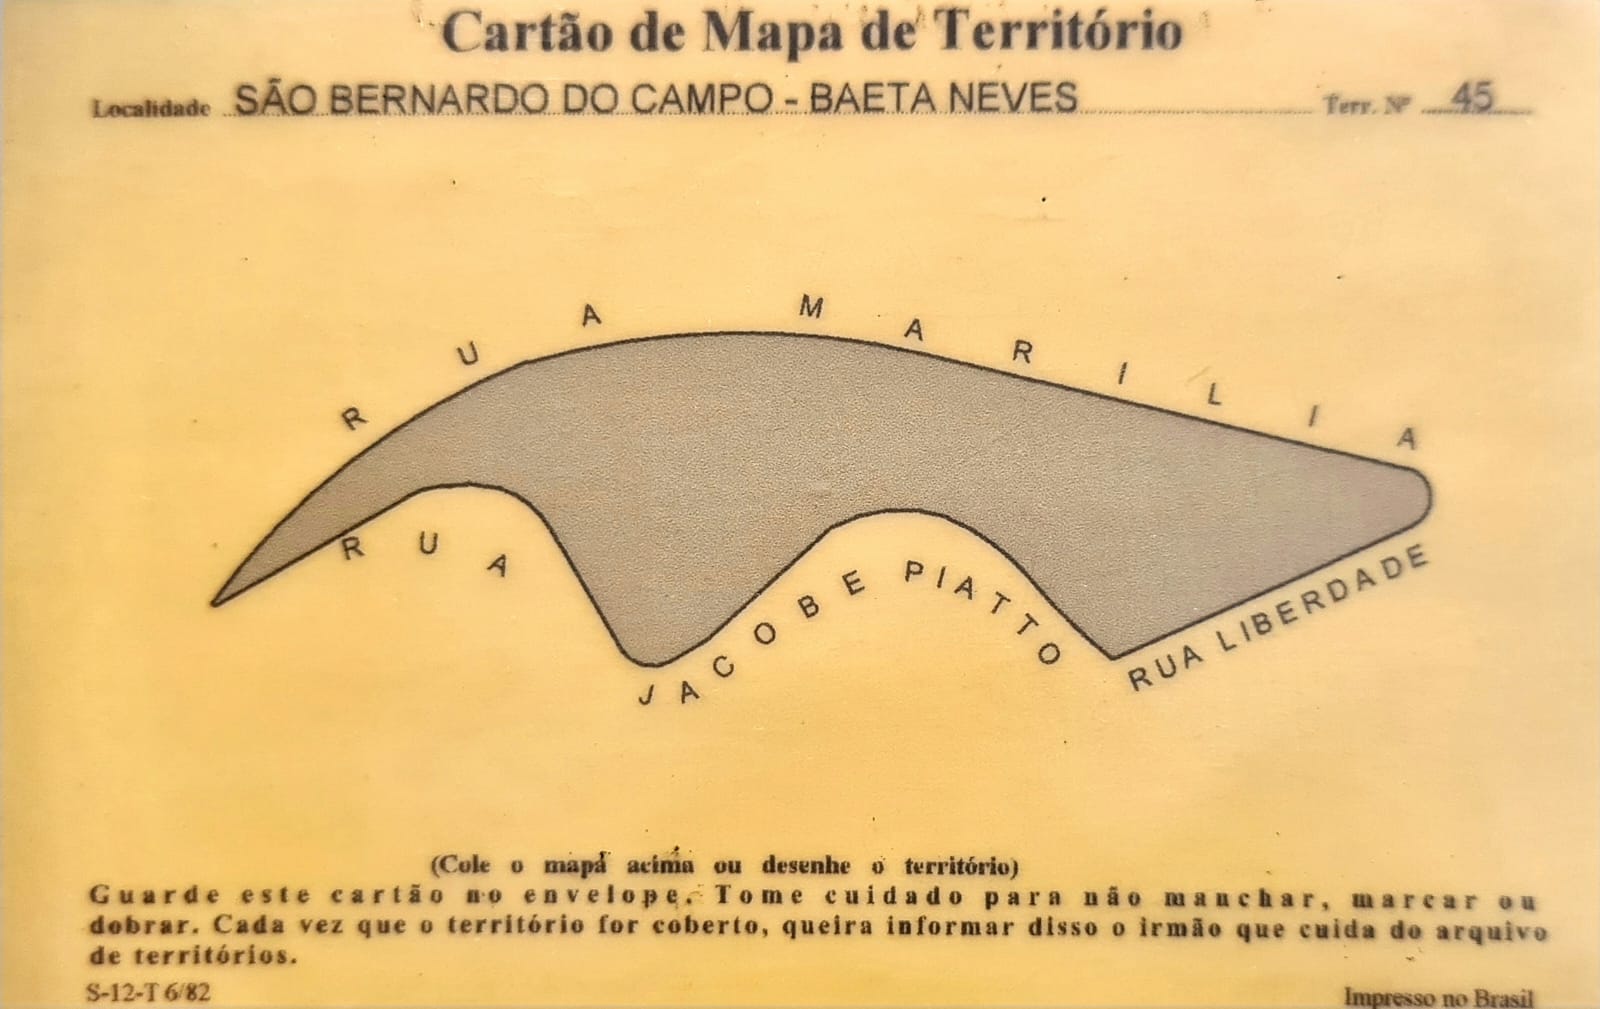 Cartão de Mapa de Território
Localidade SÃO BERNARDO DO CAMPO - BAETA NEVES Terr. Nº 45
RUA MARILIA
RUA JACOBE PIATTO
RUA LIBERDADE
(Cole o mapa acima ou desenhe o território)
Guarde este cartão no envelope. Tome cuidado para não manchar, marcar ou
dobrar. Cada vez que o território for coberto, queira informar disso o irmão que cuida do arquivo
de territórios.
S-12-T 6/82 Impresso no Brasil